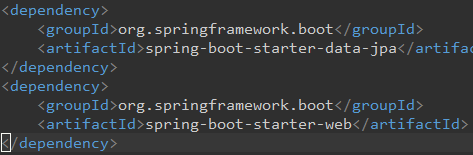 <dependency>
<groupId>org.springframework.boot</groupId>
<artifactId>spring-boot-starter-data-jpa</artifa
</dependency>
<dependency>
<groupId>org.springframework.boot</groupId>
<artifactId>spring-boot-starter-web</artifactId>
</dependency>